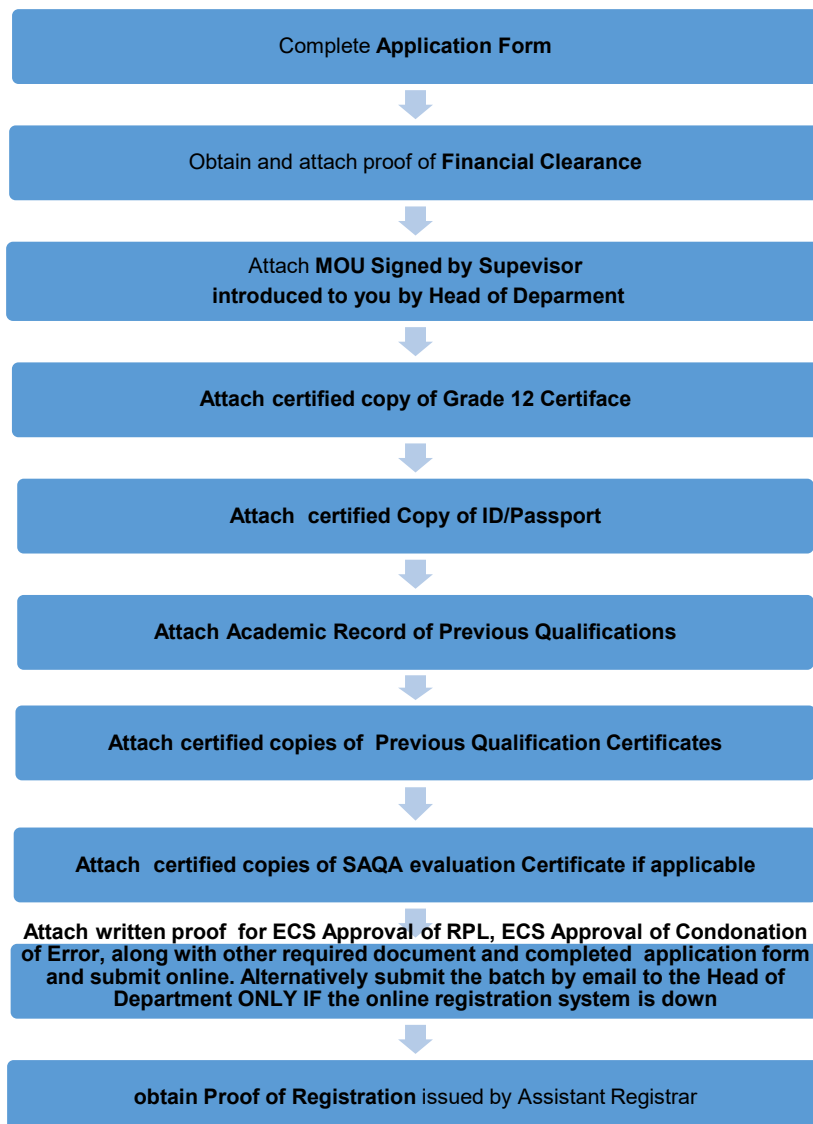 Complete Application Form
Obtain and attach proof of Financial Clearance
Attach MOU Signed by Supevisor
introduced to you by Head of Deparment
Attach certified copy of Grade 12 Certiface
Attach certified Copy of ID/Passport
Attach Academic Record of Previous Qualifications
Attach certified copies of Previous Qualification Certificates
Attach certified copies of SAQA evaluation Certificate if applicable
Attach written proof for ECS Approval of RPL, ECS Approval of Condonation
of Error, along with other required document and completed application form
and submit online. Alternatively submit the batch by email to the Head of
Department ONLY IF the online registration system is down
obtain Proof of Registration issued by Assistant Registrar